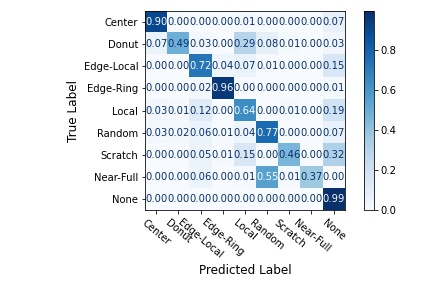 Center 0.90 0.00 0.00 0.00 0.01 0.00 0.00 0.00 0.07
Donut 0.07 0.49 0.03 0.00 0.29 0.08 0.01 0.00 0.03
Edge-Local 0.00 0.00 0.72 0.04 0.07 0.01 0.00 0.00 0.15
Edge-Ring 0.00 0.00 0.02 0.96 0.00 0.00 0.00 0.00 0.01
Local 0.03 0.01 0.12 0.00 0.64 0.00 0.01 0.00 0.19
Random 0.03 0.02 0.06 0.01 0.04 0.77 0.00 0.00 0.07
Scratch 0.00 0.00 0.05 0.01 0.15 0.00 0.46 0.00 0.32
Near-Full 0.00 0.00 0.06 0.00 0.01 0.55 0.01 0.37 0.00
None 0.00 0.00 0.00 0.00 0.00 0.00 0.00 0.00 0.99
True Label
Center Donut Edge-Local Edge-Ring Local Random Scratch Near-Full None
Predicted Label
0.8
0.6
0.4
0.2
0.0